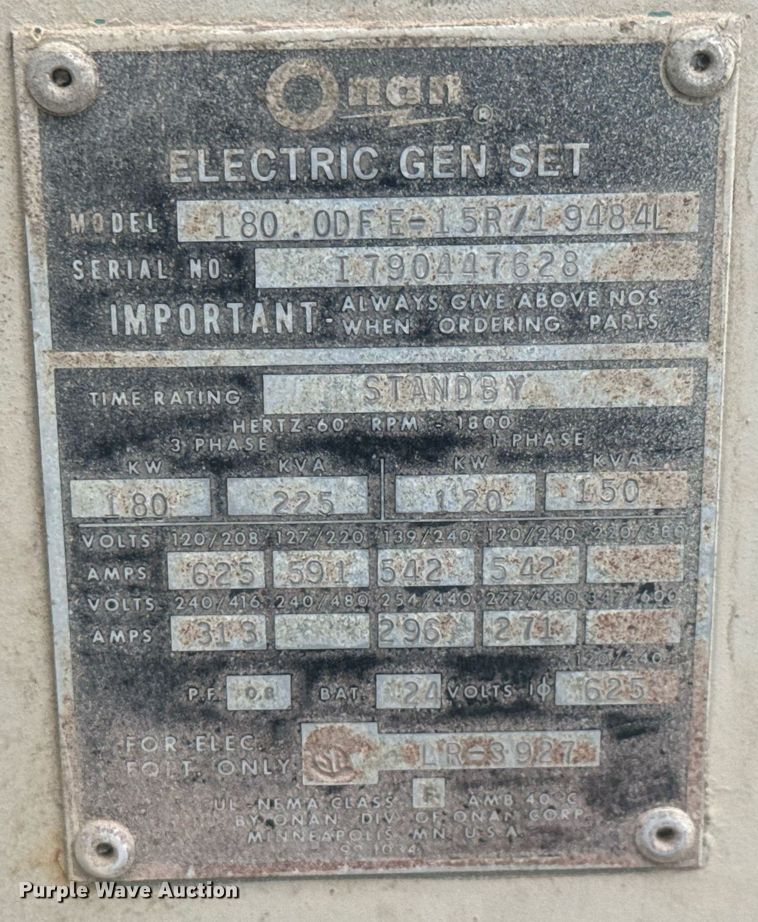 Onan ®
ELECTRIC GEN SET
MODEL 180.0DFE-15R/19484L
SERIAL NO. I790447628
IMPORTANT- ALWAYS GIVE ABOVE NOS.
WHEN ORDERING PARTS
TIME RATING STANDBY
HERTZ-60 RPM-1800
3 PHASE 1 PHASE
KW KVA KW KVA
180 225 120 150
VOLTS 120/208 127/220 139/240 120/240 220/380
AMPS 625 591 542 542
VOLTS 240/416 240/480 254/440 277/480 347/600
AMPS 313 296 271
120/240
P.F. 0.8 BAT. 24 VOLTS 1ϕ 625
FOR ELEC.
EQPT. ONLY LR-3927
UL-NEMA CLASS F AMB 40°C
BY ONAN DIV OF ONAN CORP
MINNEAPOLIS MN. U.S.A.
Purple Wave Auction